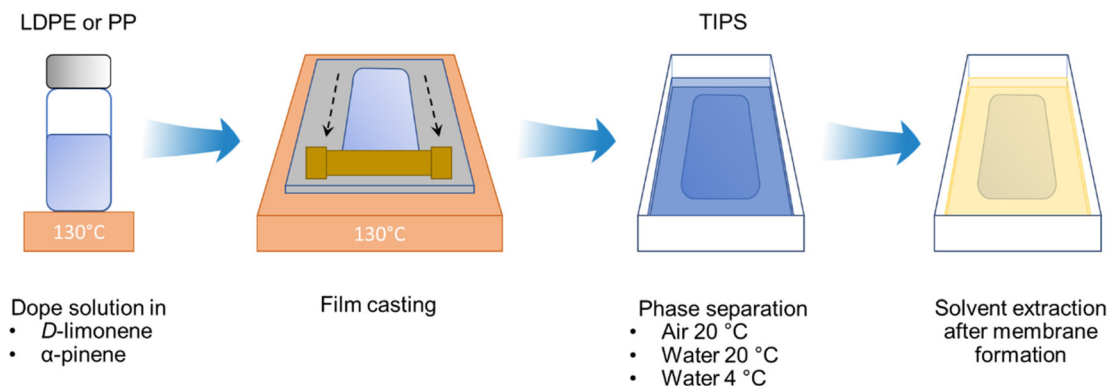 LDPE or PP
TIPS
130°C
130°C
Dope solution in
• D-limonene
• α-pinene
Film casting
Phase separation
• Air 20 °C
• Water 20 °C
• Water 4 °C
Solvent extraction
after membrane
formation